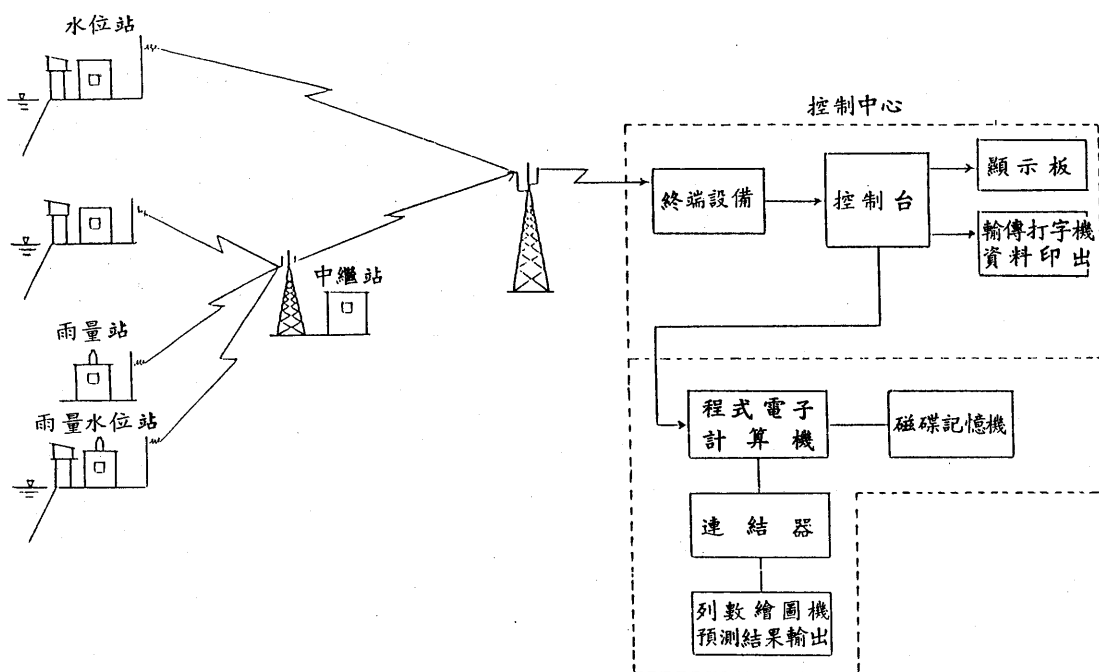 水位站
控制中心
終端設備
控制台
顯示板
輸傳打字機
資料印出
中繼站
雨量站
雨量水位站
程式電子
計算機
磁碟記憶機
連結器
列數繪圖機
預測結果輸出